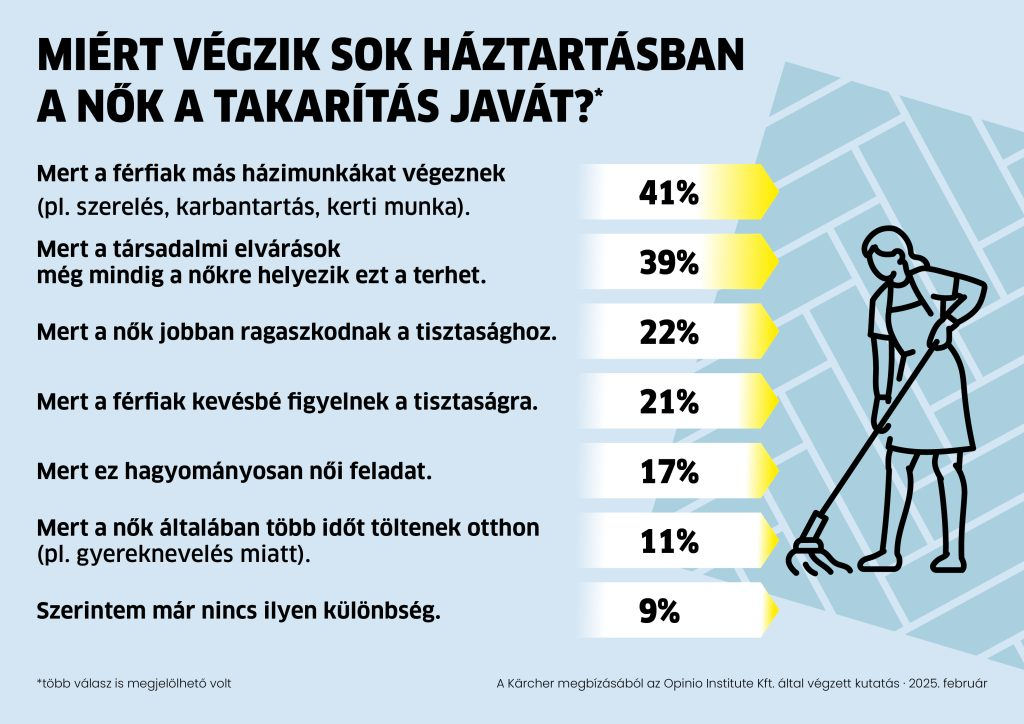 MIÉRT VÉGZIK SOK HÁZTARTÁSBAN
A NŐK A TAKARÍTÁS JAVÁT?*
Mert a férfiak más házimunkákat végeznek
(pl. szerelés, karbantartás, kerti munka).
41%
Mert a társadalmi elvárások
még mindig a nőkre helyezik ezt a terhet.
39%
Mert a nők jobban ragaszkodnak a tisztasághoz.
22%
Mert a férfiak kevésbé figyelnek a tisztaságra.
21%
Mert ez hagyományosan női feladat.
17%
Mert a nők általában több időt töltenek otthon
(pl. gyereknevelés miatt).
11%
Szerintem már nincs ilyen különbség.
9%
*több válasz is megjelölhető volt
A Kärcher megbízásából az Opinio Institute Kft. által végzett kutatás · 2025. február